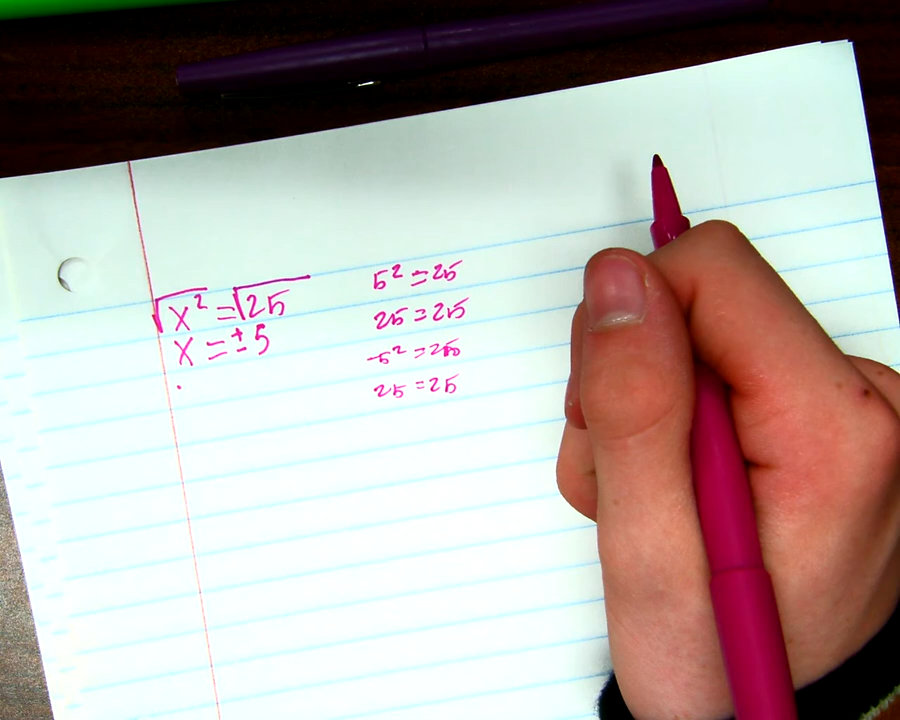 √x² = √25
x = ±5
5² = 25
25 = 25
-5² = 25
25 = 25